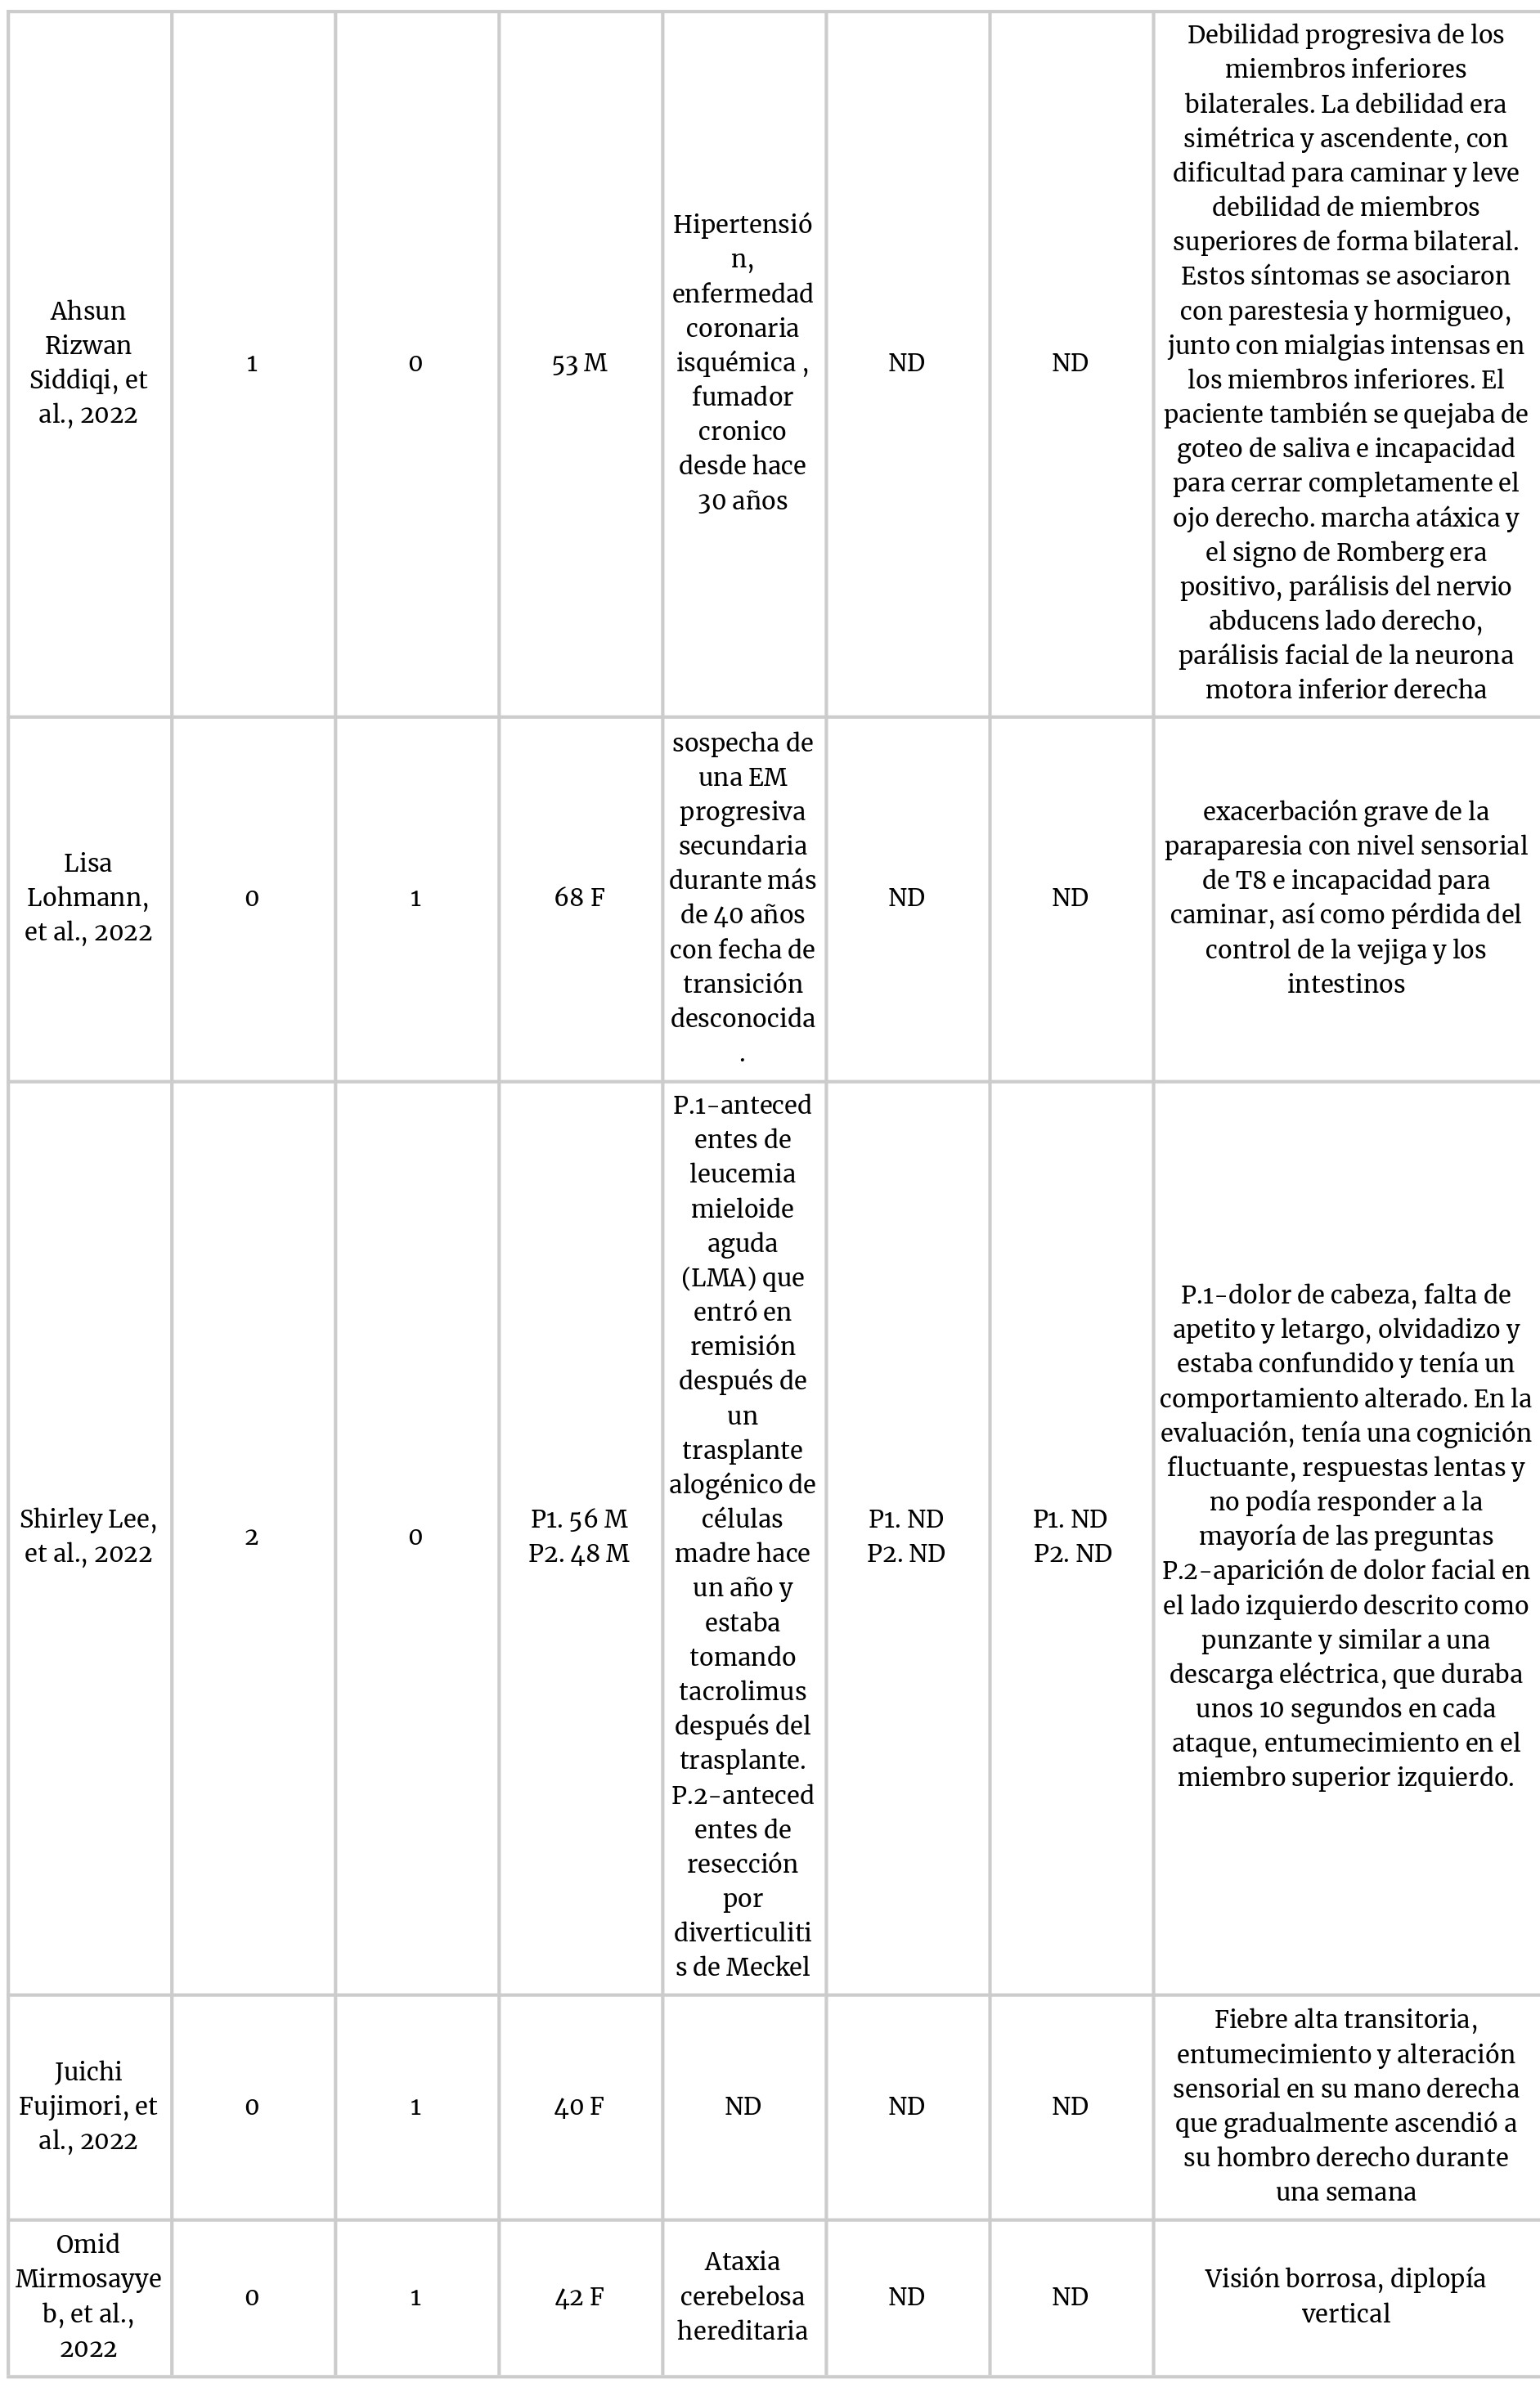 Ahsun
Rizwan
Siddiqi, et
al., 2022
1
0
53 M
Hipertensió
n,
enfermedad
coronaria
isquémica ,
fumador
cronico
desde hace
30 años
ND
ND
Debilidad progresiva de los
miembros inferiores
bilaterales. La debilidad era
simétrica y ascendente, con
dificultad para caminar y leve
debilidad de miembros
superiores de forma bilateral.
Estos síntomas se asociaron
con parestesia y hormigueo,
junto con mialgias intensas en
los miembros inferiores. El
paciente también se quejaba de
goteo de saliva e incapacidad
para cerrar completamente el
ojo derecho. marcha atáxica y
el signo de Romberg era
positivo, parálisis del nervio
abducens lado derecho,
parálisis facial de la neurona
motora inferior derecha
Lisa
Lohmann,
et al., 2022
0
1
68 F
sospecha de
una EM
progresiva
secundaria
durante más
de 40 años
con fecha de
transición
desconocida
.
ND
ND
exacerbación grave de la
paraparesia con nivel sensorial
de T8 e incapacidad para
caminar, así como pérdida del
control de la vejiga y los
intestinos
Shirley Lee,
et al., 2022
2
0
P1. 56 M
P2. 48 M
P.1-anteced
entes de
leucemia
mieloide
aguda
(LMA) que
entró en
remisión
después de
un
trasplante
alogénico de
células
madre hace
un año y
estaba
tomando
tacrolimus
después del
trasplante.
P.2-anteced
entes de
resección
por
diverticuliti
s de Meckel
P1. ND
P2. ND
P1. ND
P2. ND
P.1-dolor de cabeza, falta de
apetito y letargo, olvidadizo y
estaba confundido y tenía un
comportamiento alterado. En la
evaluación, tenía una cognición
fluctuante, respuestas lentas y
no podía responder a la
mayoría de las preguntas
P.2-aparición de dolor facial en
el lado izquierdo descrito como
punzante y similar a una
descarga eléctrica, que duraba
unos 10 segundos en cada
ataque, entumecimiento en el
miembro superior izquierdo.
Juichi
Fujimori, et
al., 2022
0
1
40 F
ND
ND
ND
Fiebre alta transitoria,
entumecimiento y alteración
sensorial en su mano derecha
que gradualmente ascendió a
su hombro derecho durante
una semana
Omid
Mirmosayye
b, et al.,
2022
0
1
42 F
Ataxia
cerebelosa
hereditaria
ND
ND
Visión borrosa, diplopía
vertical